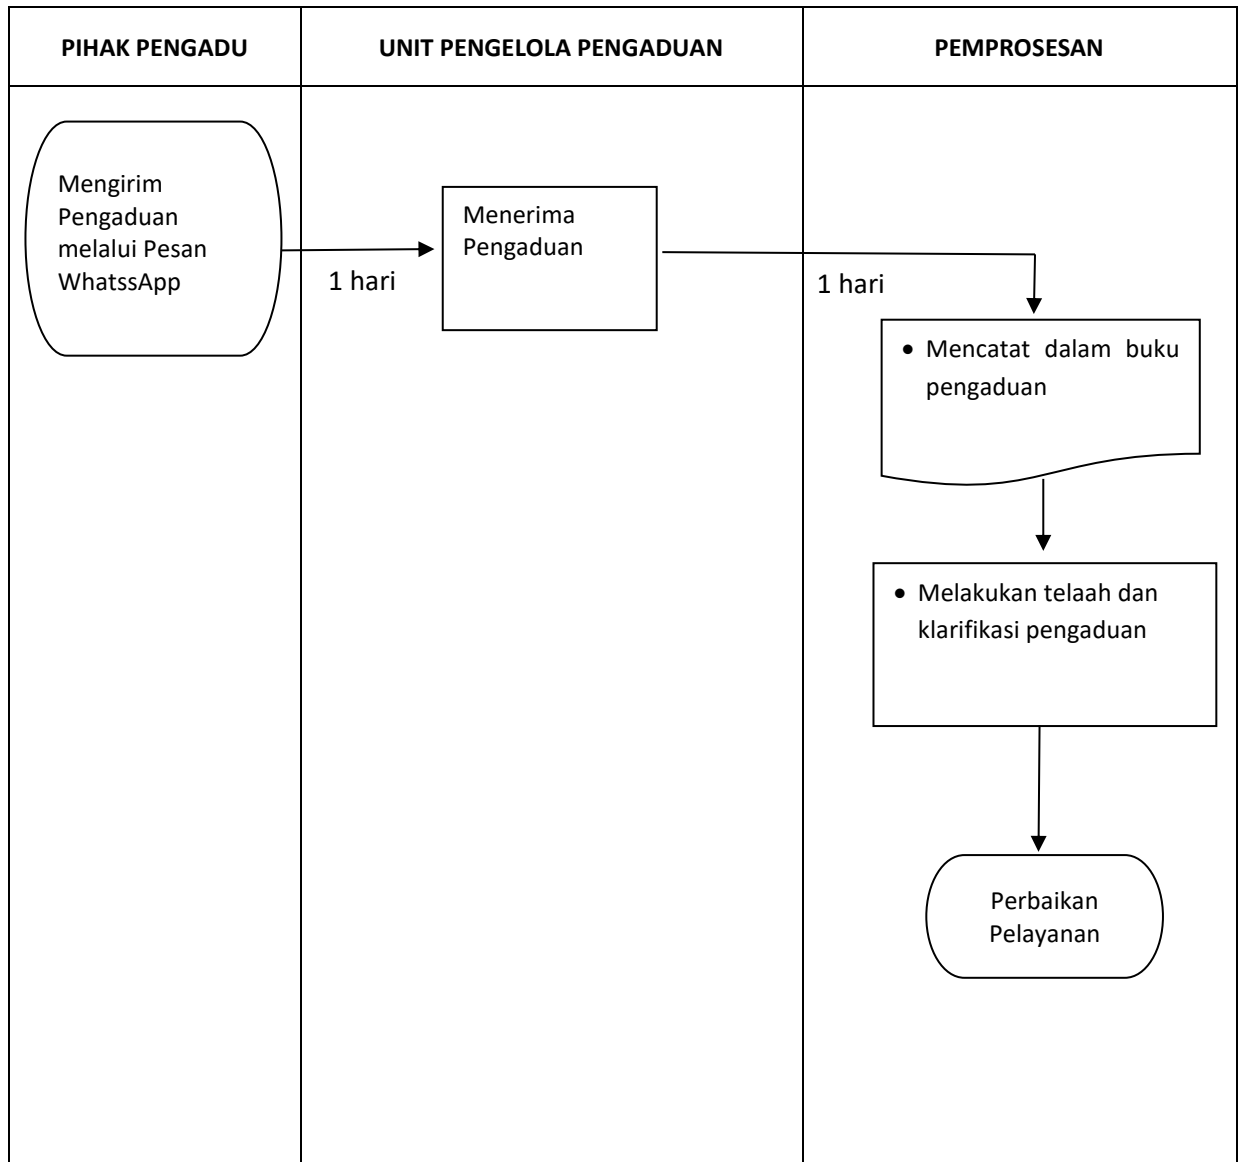 PIHAK PENGADU
UNIT PENGELOLA PENGADUAN
PEMPROSESAN
Mengirim
Pengaduan
melalui Pesan
WhatssApp
1 hari
Menerima
Pengaduan
1 hari
• Mencatat dalam buku
pengaduan
• Melakukan telaah dan
klarifikasi pengaduan
Perbaikan
Pelayanan